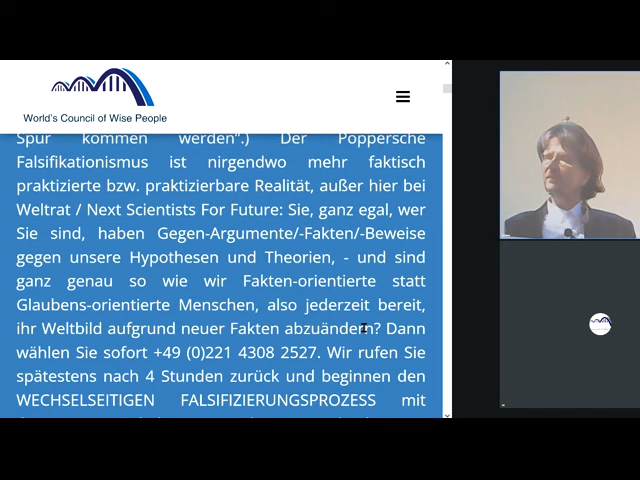 World's Council of Wise People
Spur kommen werden“.) Der Poppersche
Falsifikationismus ist nirgendwo mehr faktisch
praktizierte bzw. praktizierbare Realität, außer hier bei
Weltrat / Next Scientists For Future: Sie, ganz egal, wer
Sie sind, haben Gegen-Argumente/-Fakten/-Beweise
gegen unsere Hypothesen und Theorien, - und sind
ganz genau so wie wir Fakten-orientierte statt
Glaubens-orientierte Menschen, also jederzeit bereit,
ihr Weltbild aufgrund neuer Fakten abzuändern? Dann
wählen Sie sofort +49 (0)221 4308 2527. Wir rufen Sie
spätestens nach 4 Stunden zurück und beginnen den
WECHSELSEITIGEN FALSIFIZIERUNGSPROZESS mit